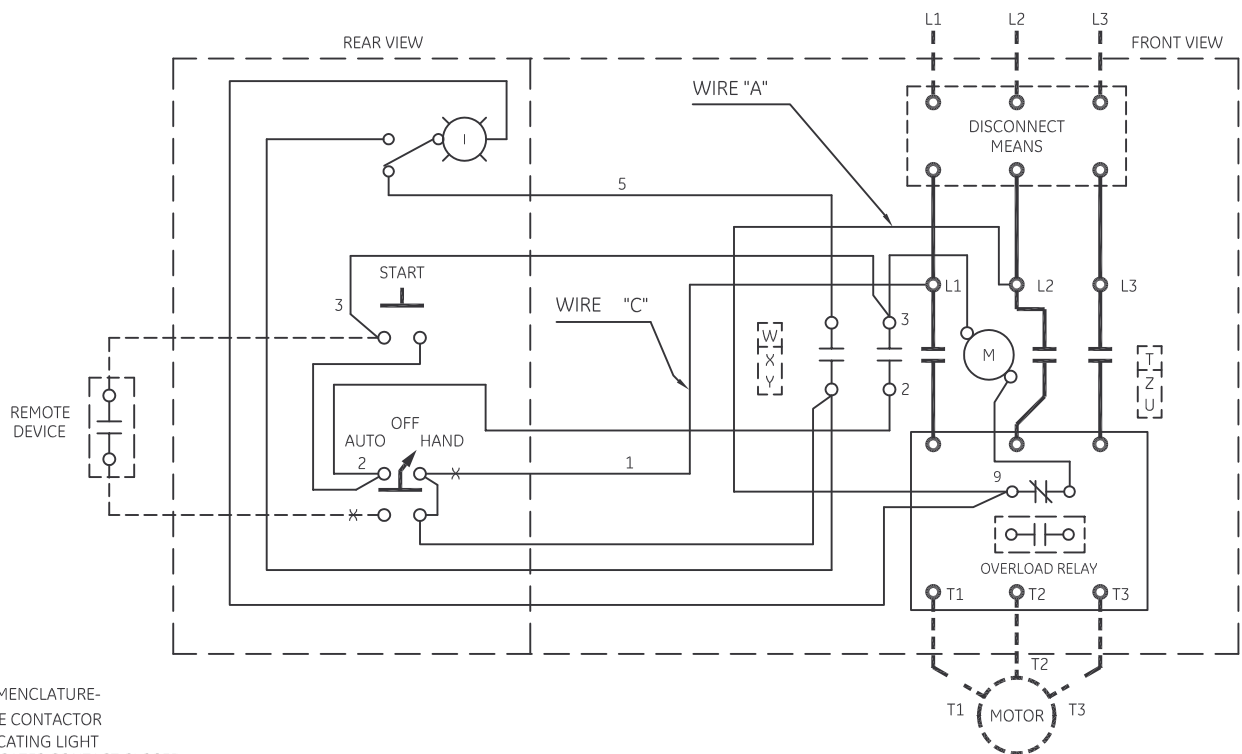 L1 L2 L3
REAR VIEW
FRONT VIEW
WIRE "A"
DISCONNECT
MEANS
I
5
START
3
WIRE "C"
L1 L2 L3
W
X
Y
3
M
T
Z
U
2
REMOTE
DEVICE
OFF
AUTO HAND
2
X
1
9
X
OVERLOAD RELAY
T1 T2 T3
T2
T1 MOTOR T3
MENCLATURE-
E CONTACTOR
CATING LIGHT